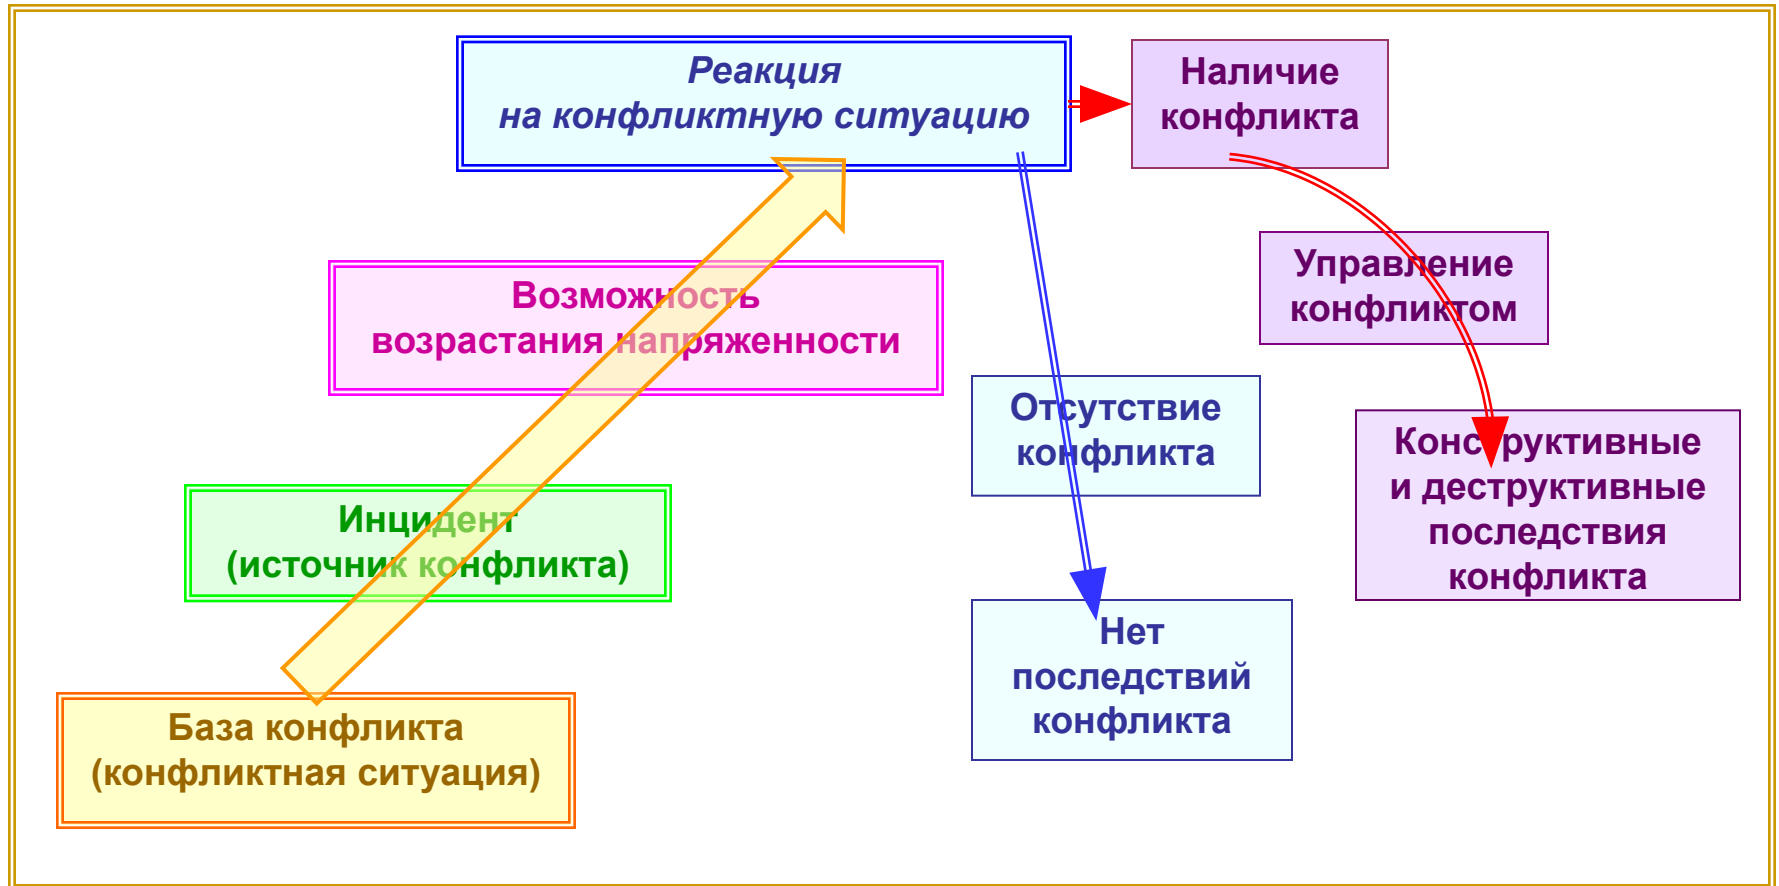 Реакция
на конфликтную ситуацию
Наличие
конфликта
Управление
конфликтом
Возможность
возрастания напряженности
Отсутствие
конфликта
Конструктивные
и деструктивные
последствия
конфликта
Инцидент
(источник конфликта)
Нет
последствий
конфликта
База конфликта
(конфликтная ситуация)